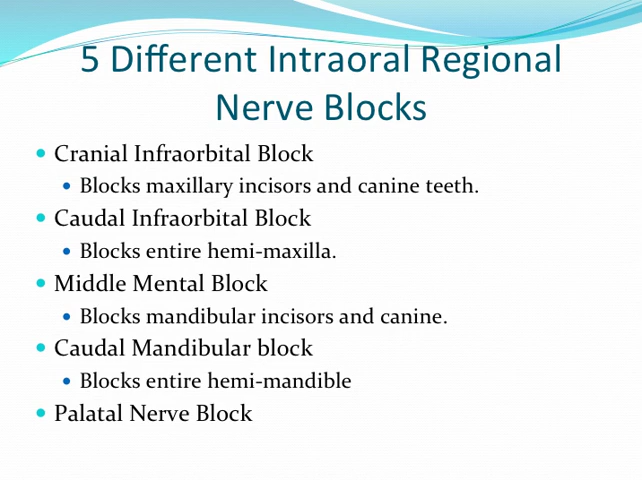 5 Different Intraoral Regional
Nerve Blocks
• Cranial Infraorbital Block
• Blocks maxillary incisors and canine teeth.
• Caudal Infraorbital Block
• Blocks entire hemi-maxilla.
• Middle Mental Block
• Blocks mandibular incisors and canine.
• Caudal Mandibular block
• Blocks entire hemi-mandible
• Palatal Nerve Block